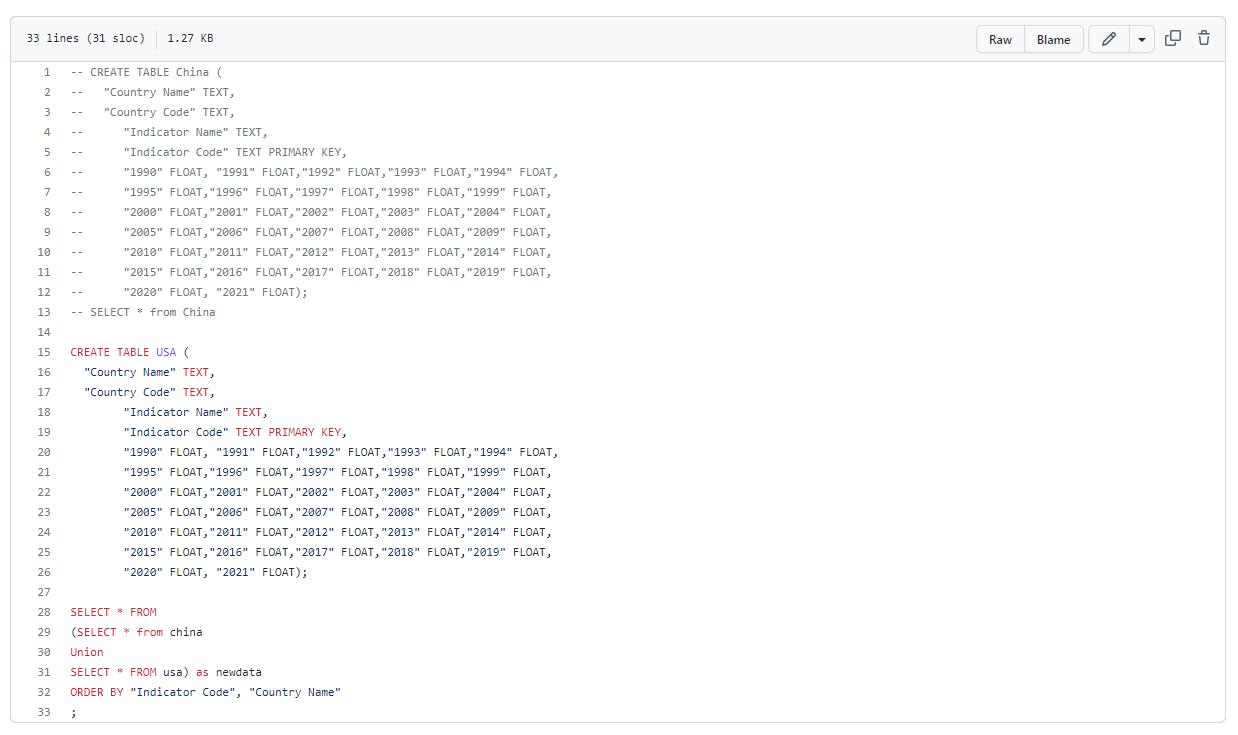 33 lines (31 sloc) 1.27 KB Raw Blame
1 -- CREATE TABLE China (
2 --   "Country Name" TEXT,
3 --   "Country Code" TEXT,
4 --      "Indicator Name" TEXT,
5 --      "Indicator Code" TEXT PRIMARY KEY,
6 --      "1990" FLOAT, "1991" FLOAT,"1992" FLOAT,"1993" FLOAT,"1994" FLOAT,
7 --      "1995" FLOAT,"1996" FLOAT,"1997" FLOAT,"1998" FLOAT,"1999" FLOAT,
8 --      "2000" FLOAT,"2001" FLOAT,"2002" FLOAT,"2003" FLOAT,"2004" FLOAT,
9 --      "2005" FLOAT,"2006" FLOAT,"2007" FLOAT,"2008" FLOAT,"2009" FLOAT,
10 --      "2010" FLOAT,"2011" FLOAT,"2012" FLOAT,"2013" FLOAT,"2014" FLOAT,
11 --      "2015" FLOAT,"2016" FLOAT,"2017" FLOAT,"2018" FLOAT,"2019" FLOAT,
12 --      "2020" FLOAT, "2021" FLOAT);
13 -- SELECT * from China
14
15 CREATE TABLE USA (
16   "Country Name" TEXT,
17   "Country Code" TEXT,
18         "Indicator Name" TEXT,
19         "Indicator Code" TEXT PRIMARY KEY,
20         "1990" FLOAT, "1991" FLOAT,"1992" FLOAT,"1993" FLOAT,"1994" FLOAT,
21         "1995" FLOAT,"1996" FLOAT,"1997" FLOAT,"1998" FLOAT,"1999" FLOAT,
22         "2000" FLOAT,"2001" FLOAT,"2002" FLOAT,"2003" FLOAT,"2004" FLOAT,
23         "2005" FLOAT,"2006" FLOAT,"2007" FLOAT,"2008" FLOAT,"2009" FLOAT,
24         "2010" FLOAT,"2011" FLOAT,"2012" FLOAT,"2013" FLOAT,"2014" FLOAT,
25         "2015" FLOAT,"2016" FLOAT,"2017" FLOAT,"2018" FLOAT,"2019" FLOAT,
26         "2020" FLOAT, "2021" FLOAT);
27
28 SELECT * FROM
29 (SELECT * from china
30 Union
31 SELECT * FROM usa) as newdata
32 ORDER BY "Indicator Code", "Country Name"
33 ;